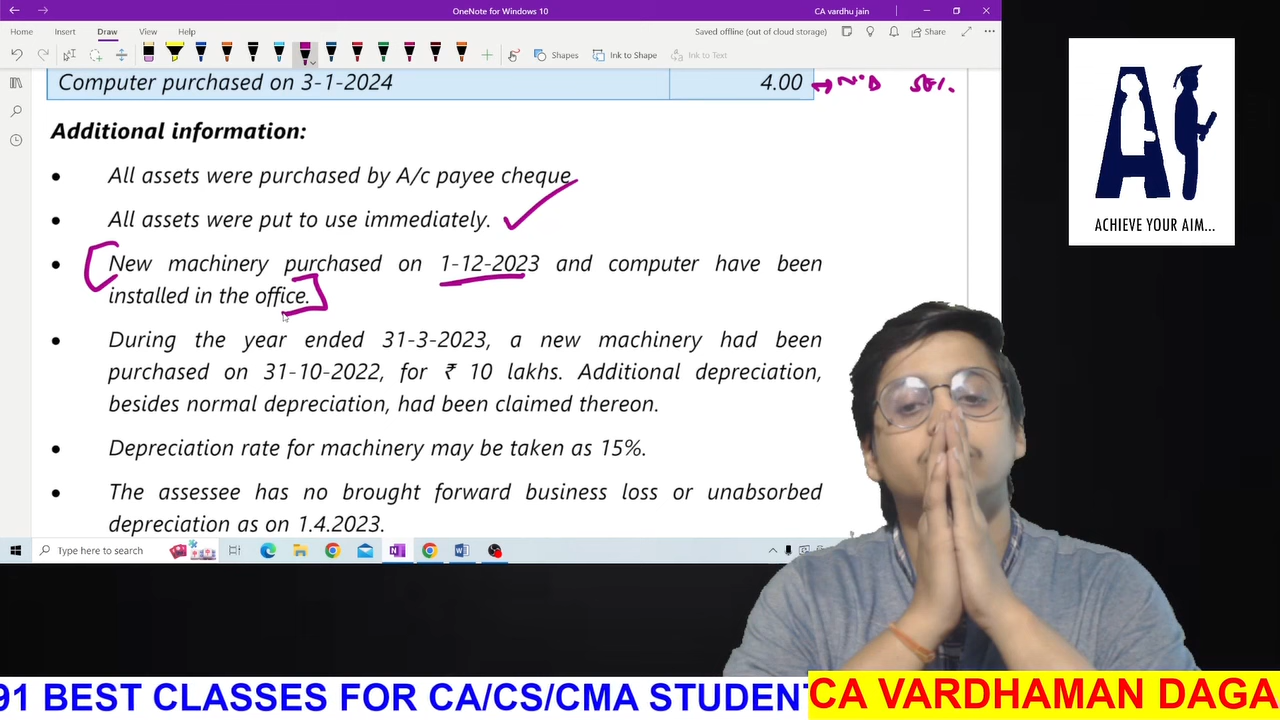 OneNote for Windows 10
CA vardhu jain
Home Insert Draw View Help
Saved offline (out of cloud storage)
Share
Shapes
Ink to Shape
Ink to Text
Computer purchased on 3-1-2024 4.00
Additional information:
• All assets were purchased by A/c payee cheque.
• All assets were put to use immediately.
• New machinery purchased on 1-12-2023 and computer have been
installed in the office.
• During the year ended 31-3-2023, a new machinery had been
purchased on 31-10-2022, for ₹ 10 lakhs. Additional depreciation,
besides normal depreciation, had been claimed thereon.
• Depreciation rate for machinery may be taken as 15%.
• The assessee has no brought forward business loss or unabsorbed
depreciation as on 1.4.2023.
Type here to search
A
ACHIEVE YOUR AIM...
91 BEST CLASSES FOR CA/CS/CMA STUDENT
CA VARDHAMAN DAGA